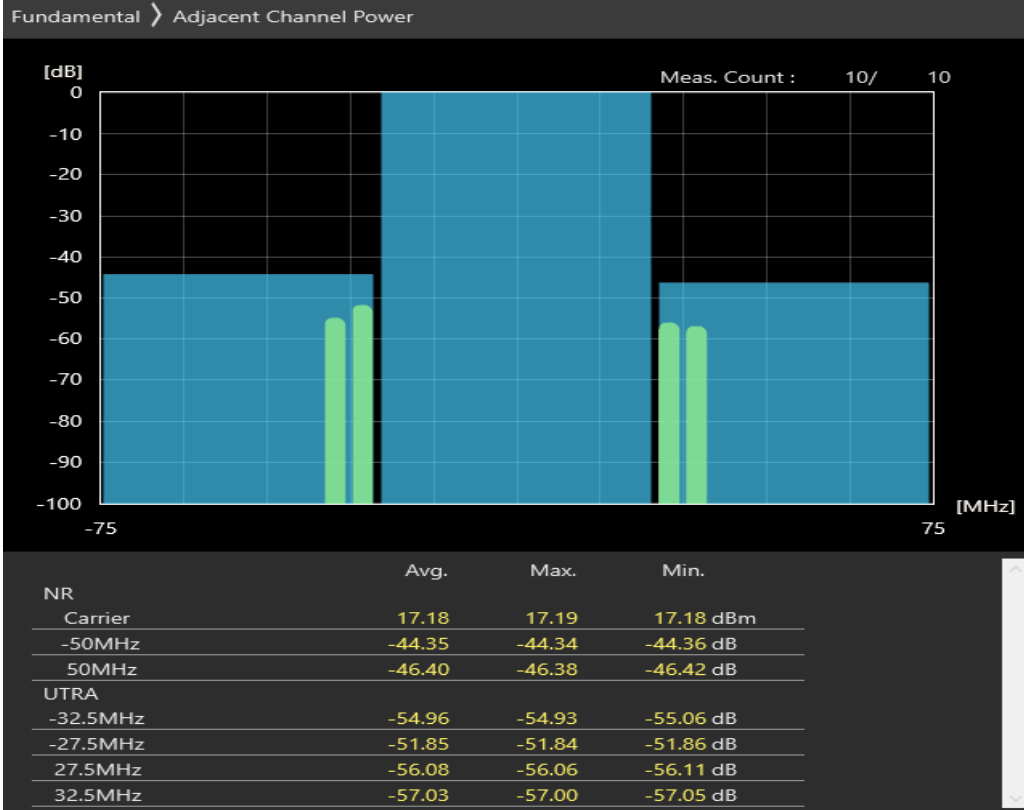 Fundamental 〉 Adjacent Channel Power
[dB]
Meas. Count : 10/ 10
0
-10
-20
-30
-40
-50
-60
-70
-80
-90
-100
[MHz]
-75 75
Avg. Max. Min.
NR
Carrier 17.18 17.19 17.18 dBm
-50MHz -44.35 -44.34 -44.36 dB
50MHz -46.40 -46.38 -46.42 dB
UTRA
-32.5MHz -54.96 -54.93 -55.06 dB
-27.5MHz -51.85 -51.84 -51.86 dB
27.5MHz -56.08 -56.06 -56.11 dB
32.5MHz -57.03 -57.00 -57.05 dB